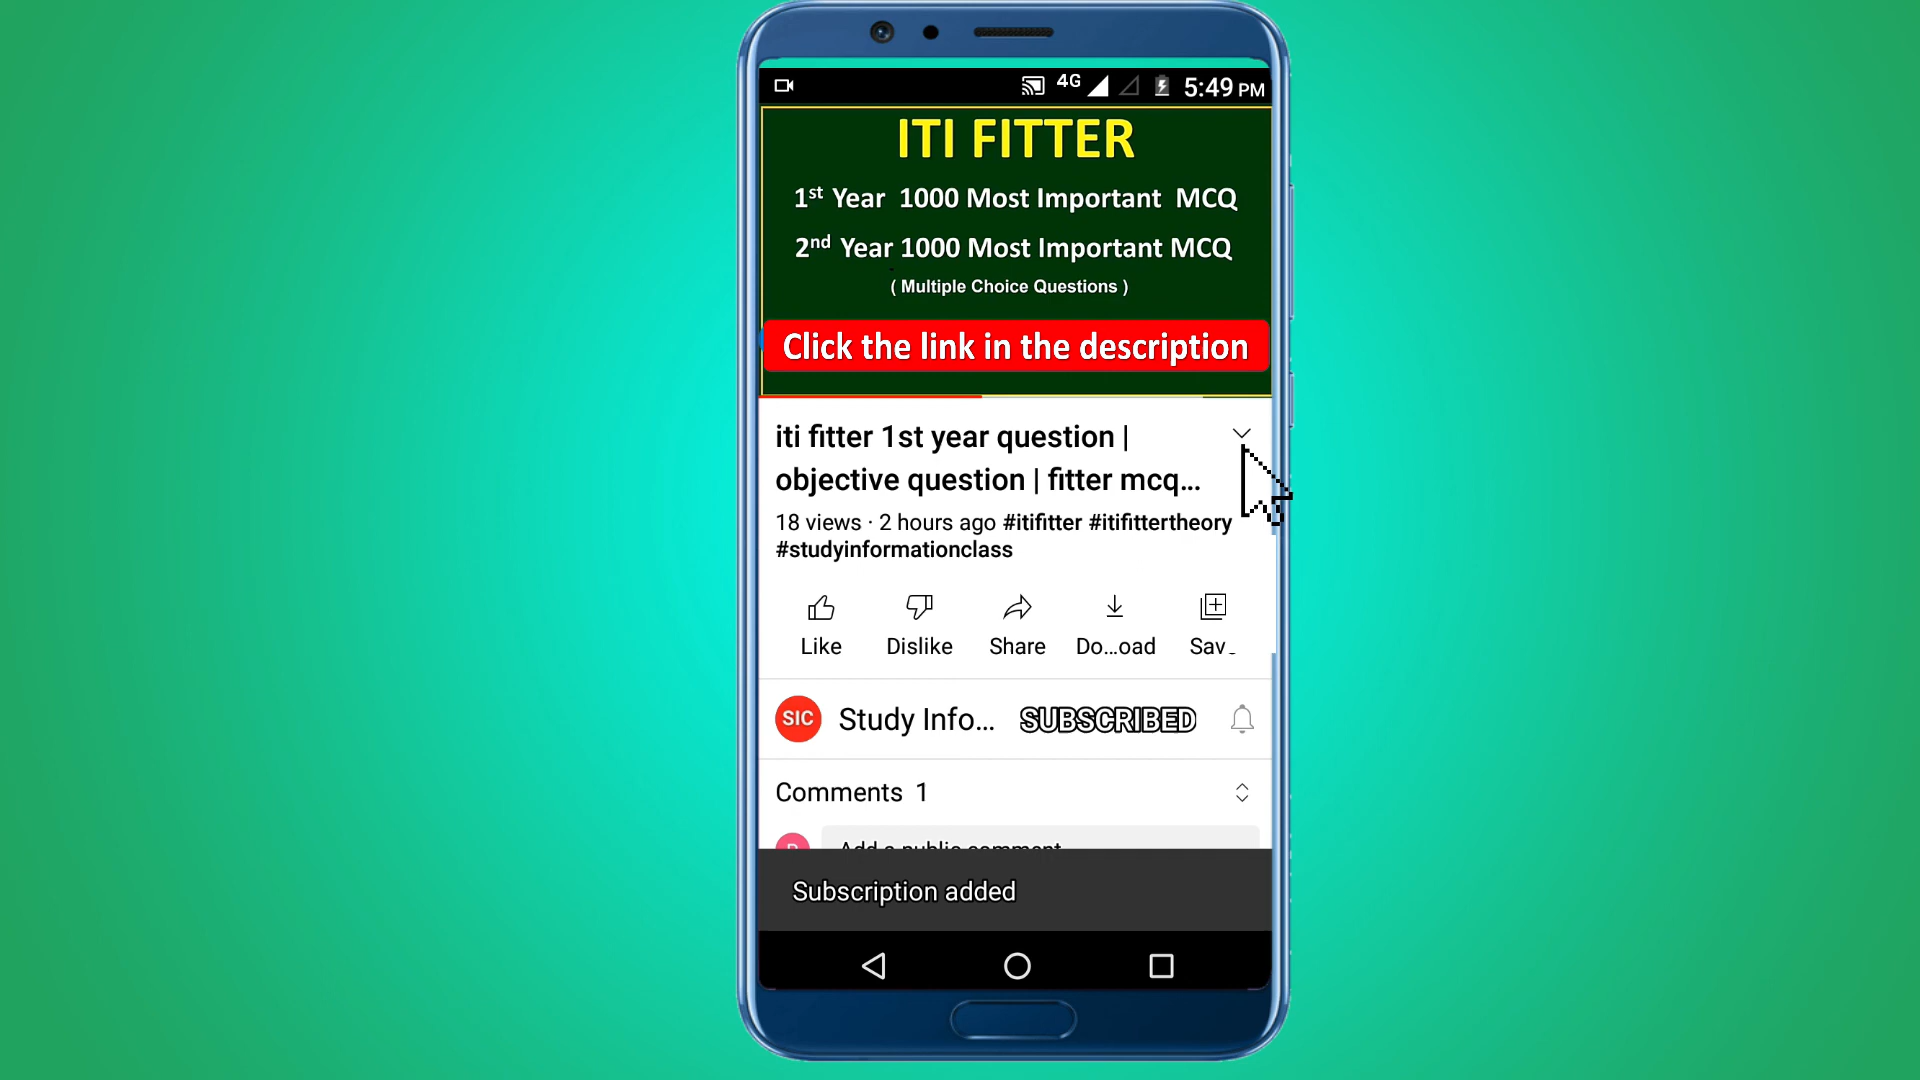 4G 5:49 PM
ITI FITTER
1st Year 1000 Most Important MCQ
2nd Year 1000 Most Important MCQ
( Multiple Choice Questions )
Click the link in the description
iti fitter 1st year question |
objective question | fitter mcq...
18 views · 2 hours ago #itifitter #itifittertheory
#studyinformationclass
Like Dislike Share Do...oad Sav
SIC Study Info... SUBSCRIBED
Comments 1
Add a public comment
Subscription added